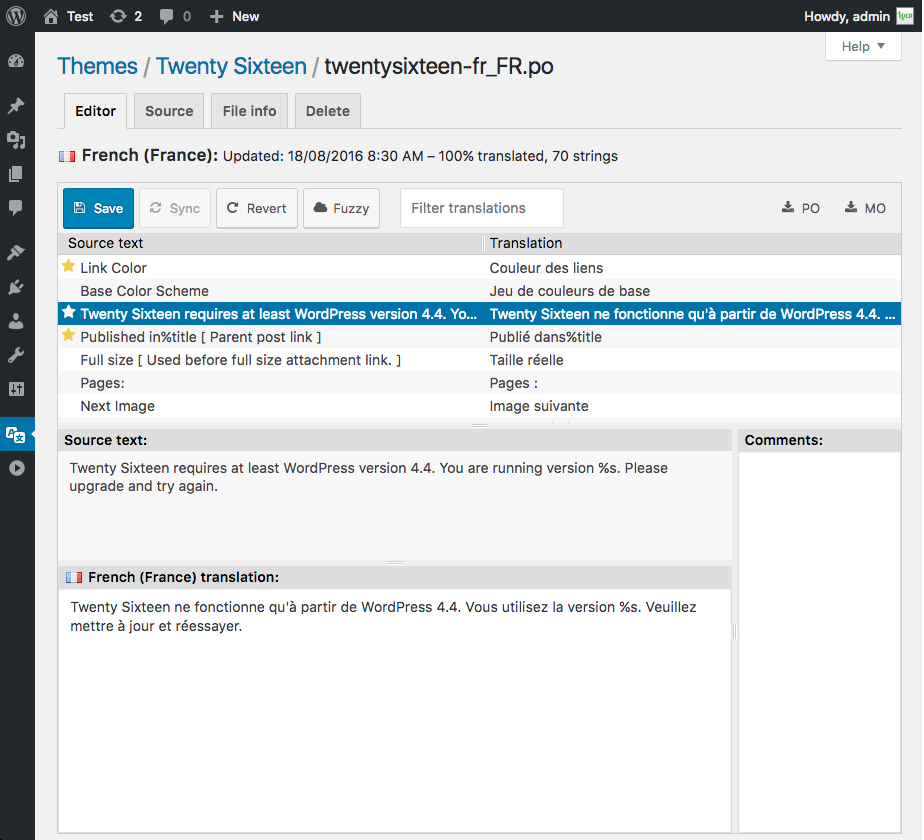 Test 2 0 New Howdy, admin
Help
Themes / Twenty Sixteen / twentysixteen-fr_FR.po
Editor Source File info Delete
French (France): Updated: 18/08/2016 8:30 AM – 100% translated, 70 strings
Save Sync Revert Fuzzy Filter translations PO MO
Source text Translation
Link Color Couleur des liens
Base Color Scheme Jeu de couleurs de base
Twenty Sixteen requires at least WordPress version 4.4. Yo... Twenty Sixteen ne fonctionne qu'à partir de WordPress 4.4. ...
Published in%title [ Parent post link ] Publié dans%title
Full size [ Used before full size attachment link. ] Taille réelle
Pages: Pages :
Next Image Image suivante
Source text: Comments:
Twenty Sixteen requires at least WordPress version 4.4. You are running version %s. Please
upgrade and try again.
French (France) translation:
Twenty Sixteen ne fonctionne qu'à partir de WordPress 4.4. Vous utilisez la version %s. Veuillez
mettre à jour et réessayer.